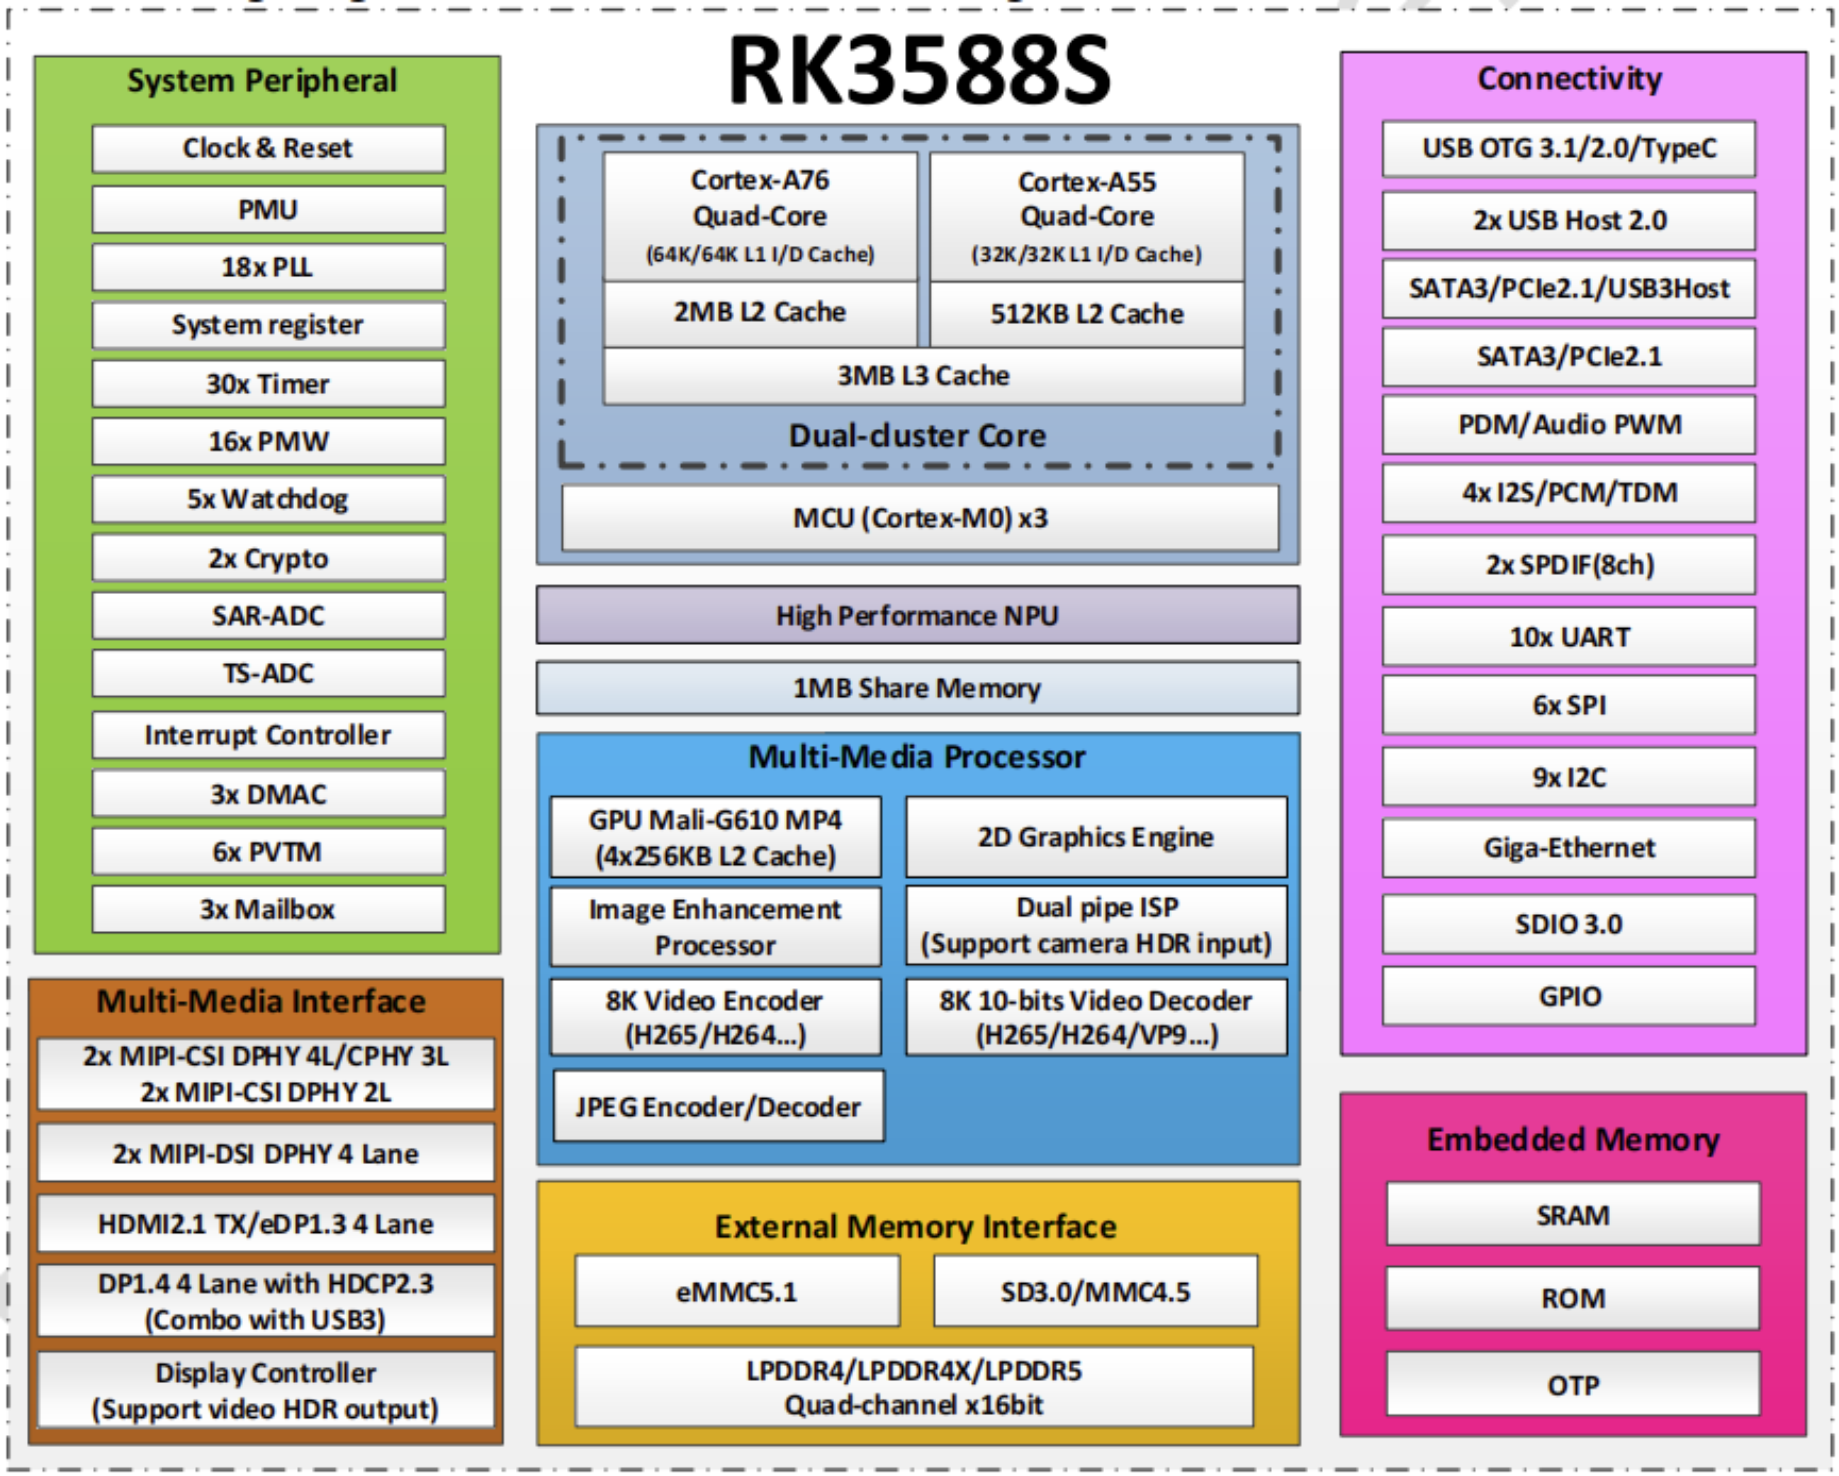 RK3588S
System Peripheral
Clock & Reset
PMU
18x PLL
System register
30x Timer
16x PMW
5x Watchdog
2x Crypto
SAR-ADC
TS-ADC
Interrupt Controller
3x DMAC
6x PVTM
3x Mailbox
Multi-Media Interface
2x MIPI-CSI DPHY 4L/CPHY 3L
2x MIPI-CSI DPHY 2L
2x MIPI-DSI DPHY 4 Lane
HDMI2.1 TX/eDP1.3 4 Lane
DP1.4 4 Lane with HDCP2.3
(Combo with USB3)
Display Controller
(Support video HDR output)
Cortex-A76
Quad-Core
(64K/64K L1 I/D Cache)
2MB L2 Cache
Cortex-A55
Quad-Core
(32K/32K L1 I/D Cache)
512KB L2 Cache
3MB L3 Cache
Dual-cluster Core
MCU (Cortex-M0) x3
High Performance NPU
1MB Share Memory
Multi-Media Processor
GPU Mali-G610 MP4
(4x256KB L2 Cache)
2D Graphics Engine
Image Enhancement
Processor
Dual pipe ISP
(Support camera HDR input)
8K Video Encoder
(H265/H264...)
8K 10-bits Video Decoder
(H265/H264/VP9...)
JPEG Encoder/Decoder
External Memory Interface
eMMC5.1
SD3.0/MMC4.5
LPDDR4/LPDDR4X/LPDDR5
Quad-channel x16bit
Connectivity
USB OTG 3.1/2.0/TypeC
2x USB Host 2.0
SATA3/PCIe2.1/USB3Host
SATA3/PCIe2.1
PDM/Audio PWM
4x I2S/PCM/TDM
2x SPDIF(8ch)
10x UART
6x SPI
9x I2C
Giga-Ethernet
SDIO 3.0
GPIO
Embedded Memory
SRAM
ROM
OTP